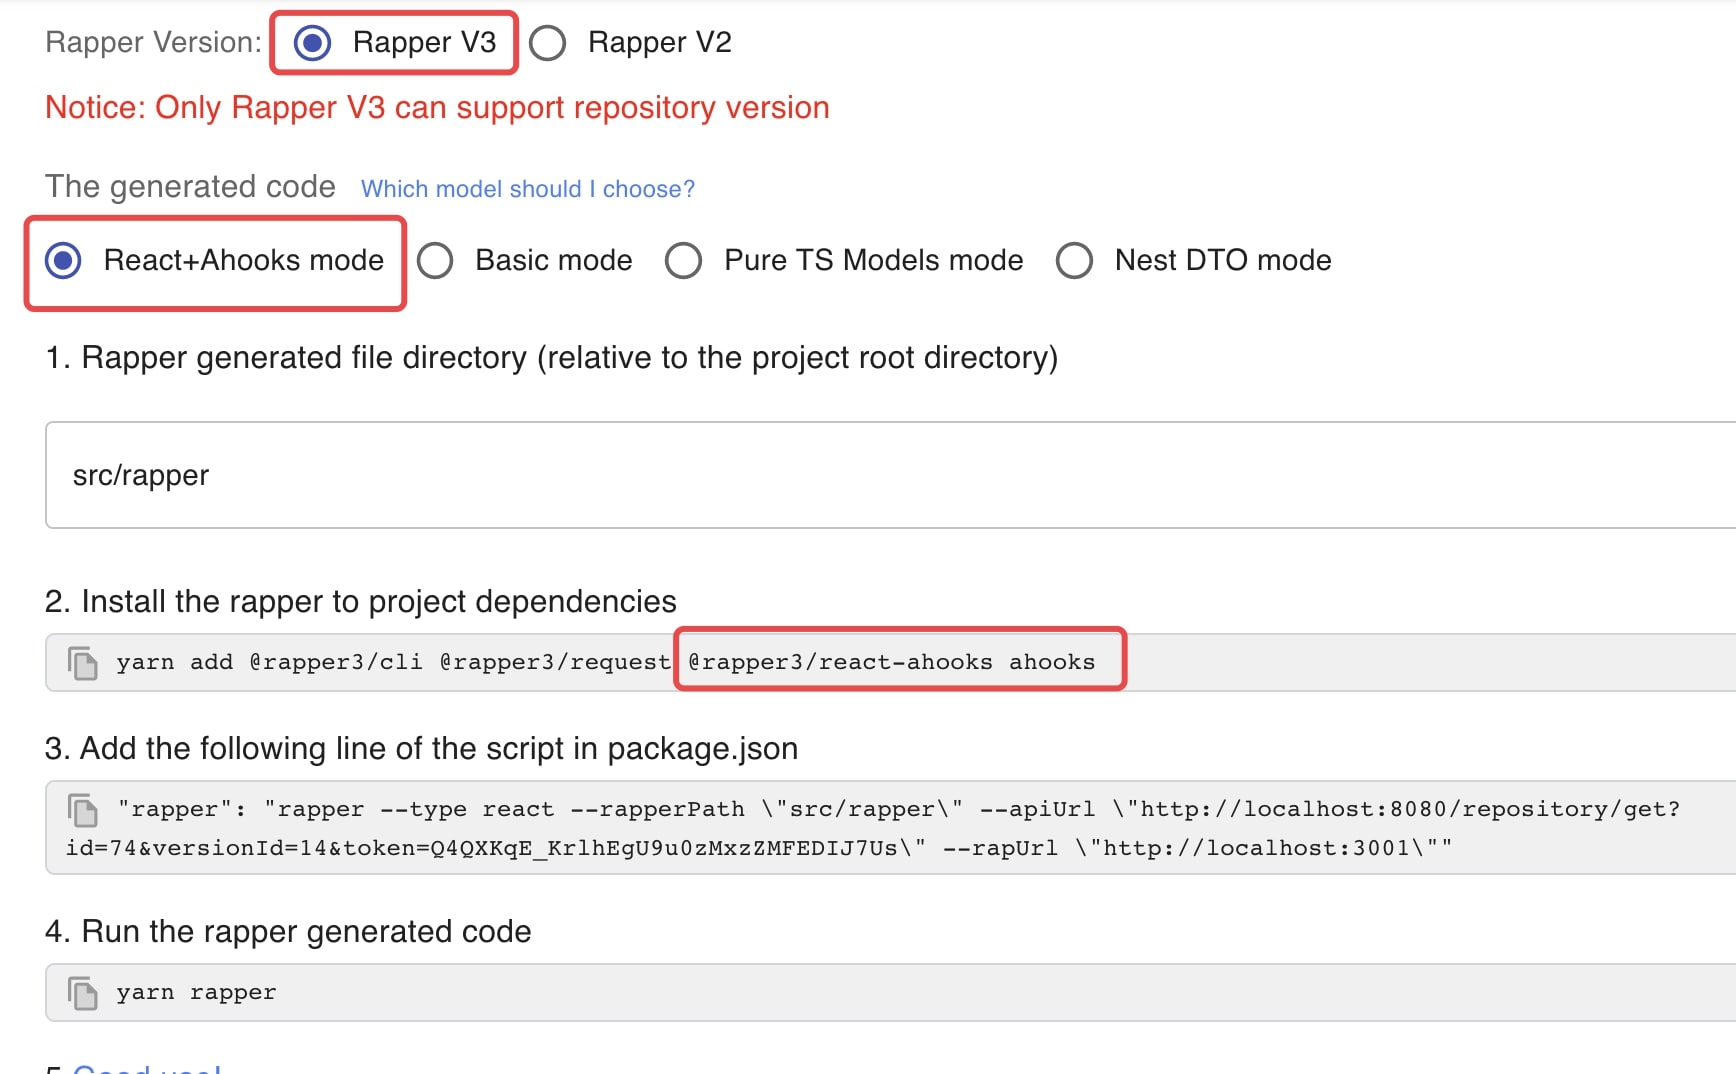 Rapper Version: Rapper V3 Rapper V2
Notice: Only Rapper V3 can support repository version
The generated code Which model should I choose?
React+Ahooks mode Basic mode Pure TS Models mode Nest DTO mode
1. Rapper generated file directory (relative to the project root directory)
src/rapper
2. Install the rapper to project dependencies
yarn add @rapper3/cli @rapper3/request @rapper3/react-ahooks ahooks
3. Add the following line of the script in package.json
"rapper": "rapper --type react --rapperPath \"src/rapper\" --apiUrl \"http://localhost:8080/repository/get?
id=74&versionId=14&token=Q4QXKqE_KrlhEgU9u0zMxzZMFEDIJ7Us\" --rapUrl \"http://localhost:3001\""
4. Run the rapper generated code
yarn rapper